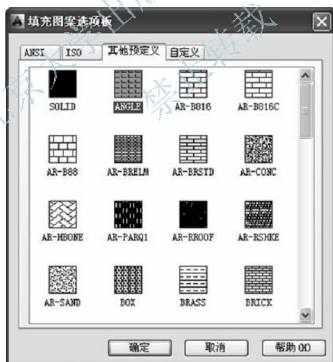 填充图案选项板
ANSI ISO 其他预定义 自定义
SOLID ANGLE AR-B816 AR-B816C
AR-B88 AR-BRELM AR-BRSTD AR-CONC
AR-HBONE AR-PARQ1 AR-RROOF AR-RSHKE
AR-SAND BOX BRASS BRICK
确定 取消 帮助(H)